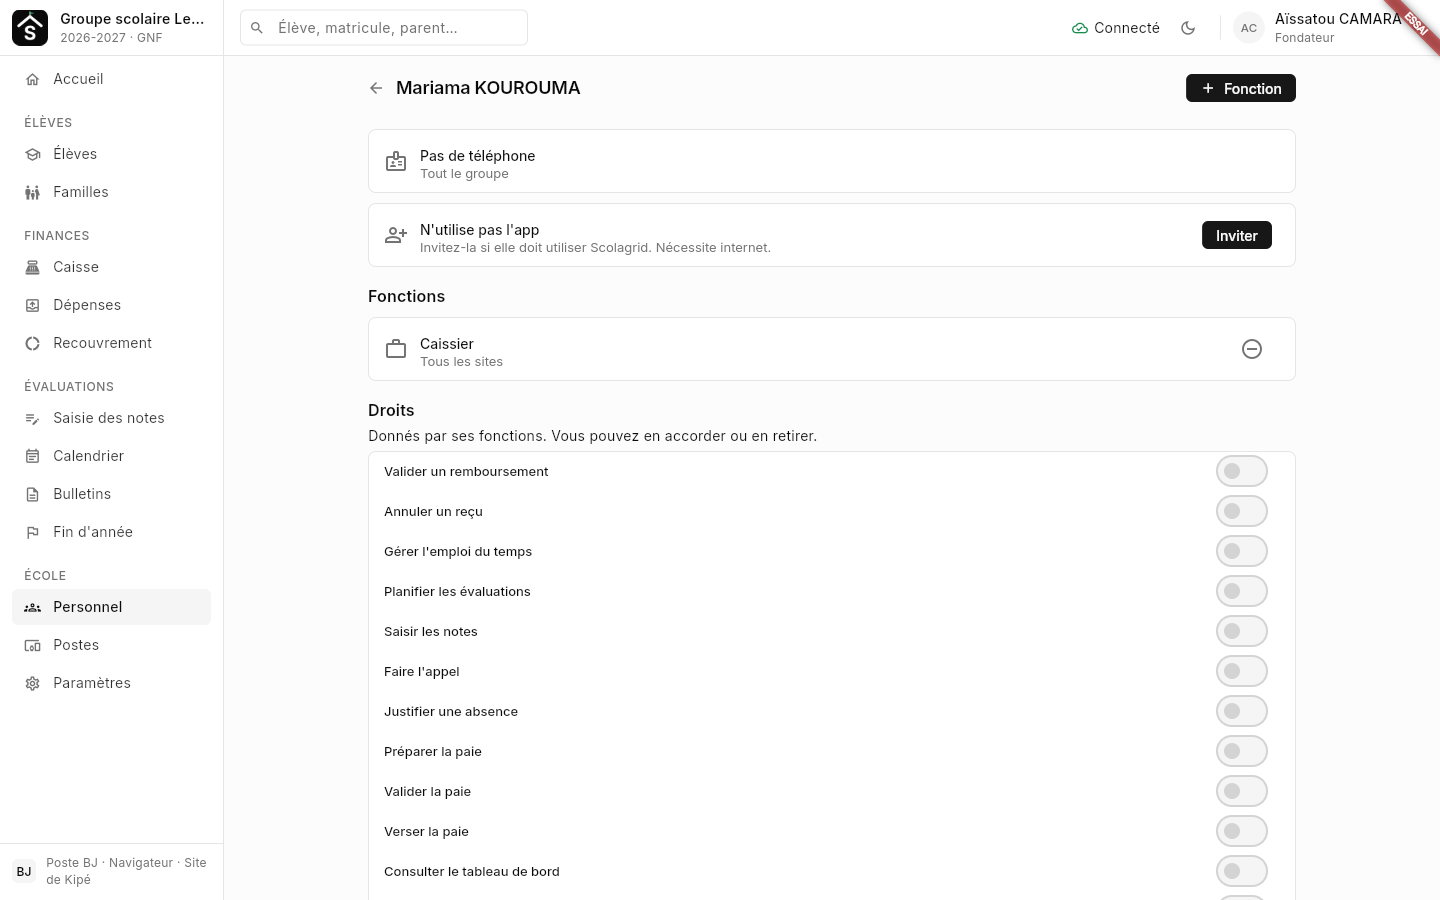 Groupe scolaire Le...
2026-2027 · GNF
Élève, matricule, parent...
Connecté
AC
Aïssatou CAMARA
Fondateur
ESSAI
Accueil
ÉLÈVES
Élèves
Familles
FINANCES
Caisse
Dépenses
Recouvrement
ÉVALUATIONS
Saisie des notes
Calendrier
Bulletins
Fin d'année
ÉCOLE
Personnel
Postes
Paramètres
BJ
Poste BJ · Navigateur · Site
de Kipé
Mariama KOUROUMA
+ Fonction
Pas de téléphone
Tout le groupe
N'utilise pas l'app
Invitez-la si elle doit utiliser Scolagrid. Nécessite internet.
Inviter
Fonctions
Caissier
Tous les sites
Droits
Donnés par ses fonctions. Vous pouvez en accorder ou en retirer.
Valider un remboursement
Annuler un reçu
Gérer l'emploi du temps
Planifier les évaluations
Saisir les notes
Faire l'appel
Justifier une absence
Préparer la paie
Valider la paie
Verser la paie
Consulter le tableau de bord